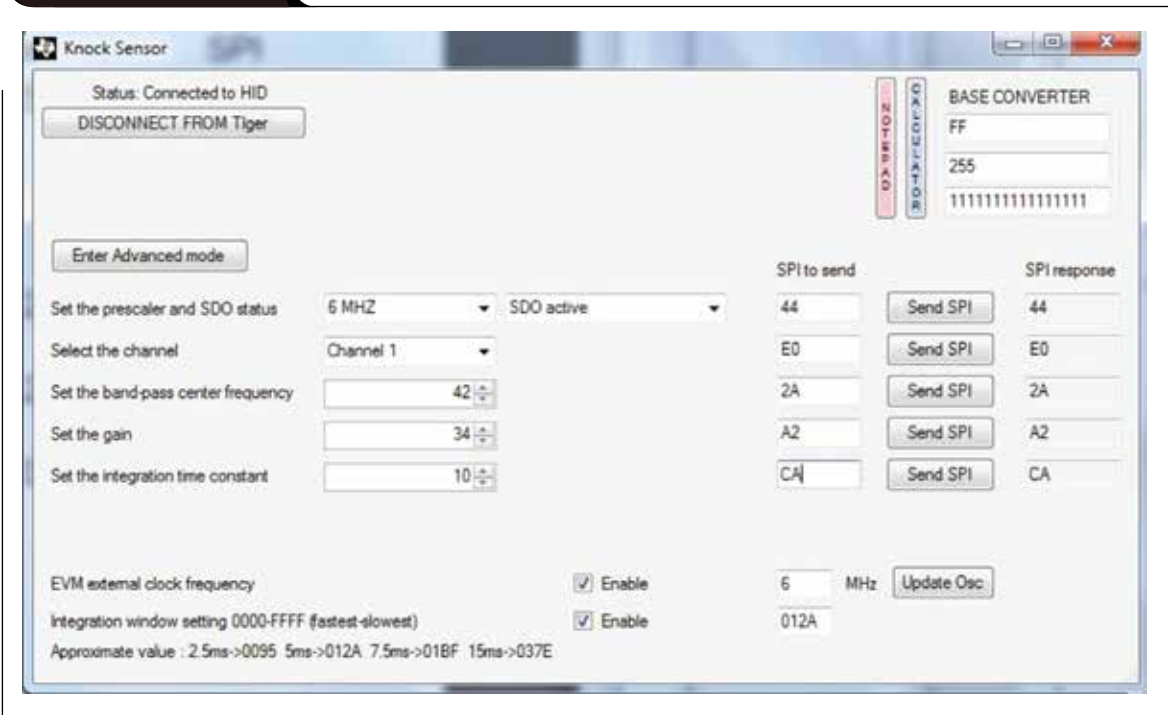 Knock Sensor
Status: Connected to HID
DISCONNECT FROM Tiger
NOTEPAD
CALCULATOR
BASE CONVERTER
FF
255
1111111111111111
Enter Advanced mode
SPI to send SPI response
Set the prescaler and SDO status 6 MHZ SDO active 44 Send SPI 44
Select the channel Channel 1 E0 Send SPI E0
Set the band-pass center frequency 42 2A Send SPI 2A
Set the gain 34 A2 Send SPI A2
Set the integration time constant 10 CA Send SPI CA
EVM external clock frequency Enable 6 MHz Update Osc
Integration window setting 0000-FFFF (fastest-slowest) Enable 012A
Approximate value : 2.5ms->0095 5ms->012A 7.5ms->01BF 15ms->037E